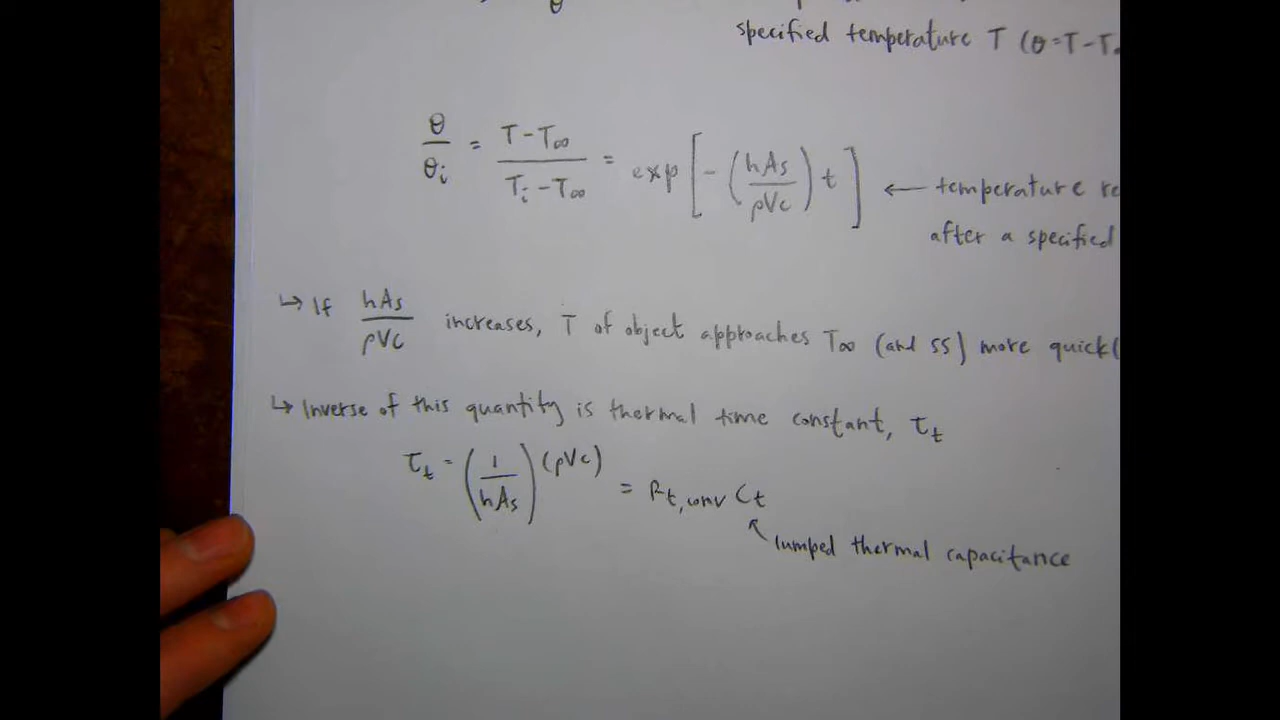 θ
specified temperature T (θ=T-T∞
θ/θi = (T-T∞)/(Ti-T∞) = exp[-(hAs/ρVc)t] ← temperature re
after a specified
↳ If hAs/ρVc increases, T of object approaches T∞ (and ss) more quickl
↳ Inverse of this quantity is thermal time constant, τt
τt = (1/hAs)(ρVc) = Rt,conv Ct
↖ lumped thermal capacitance